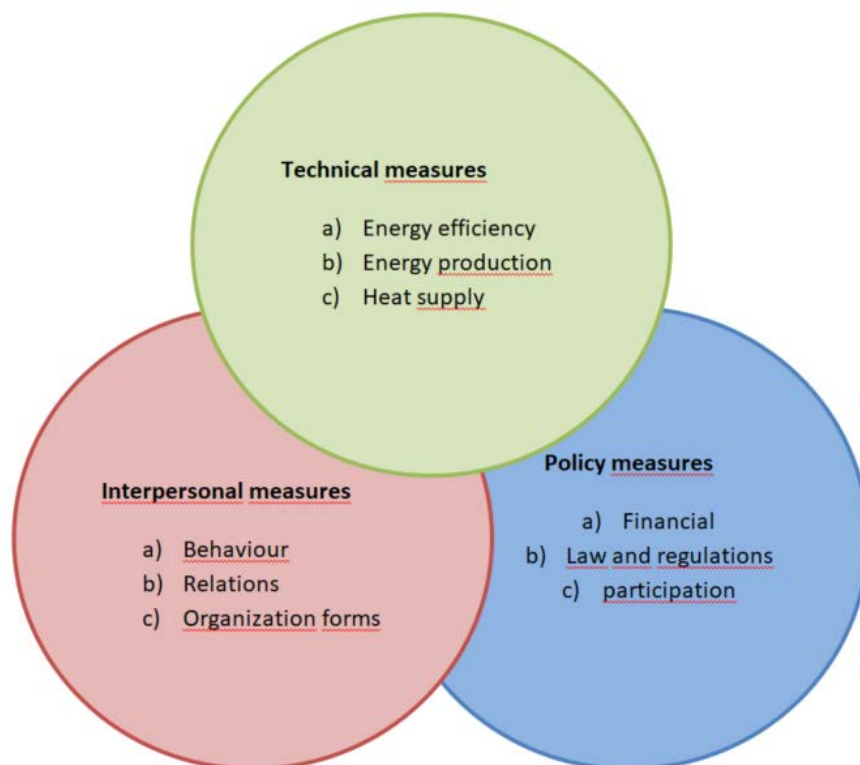 Technical measures
a) Energy efficiency
b) Energy production
c) Heat supply
Interpersonal measures
a) Behaviour
b) Relations
c) Organization forms
Policy measures
a) Financial
b) Law and regulations
c) participation